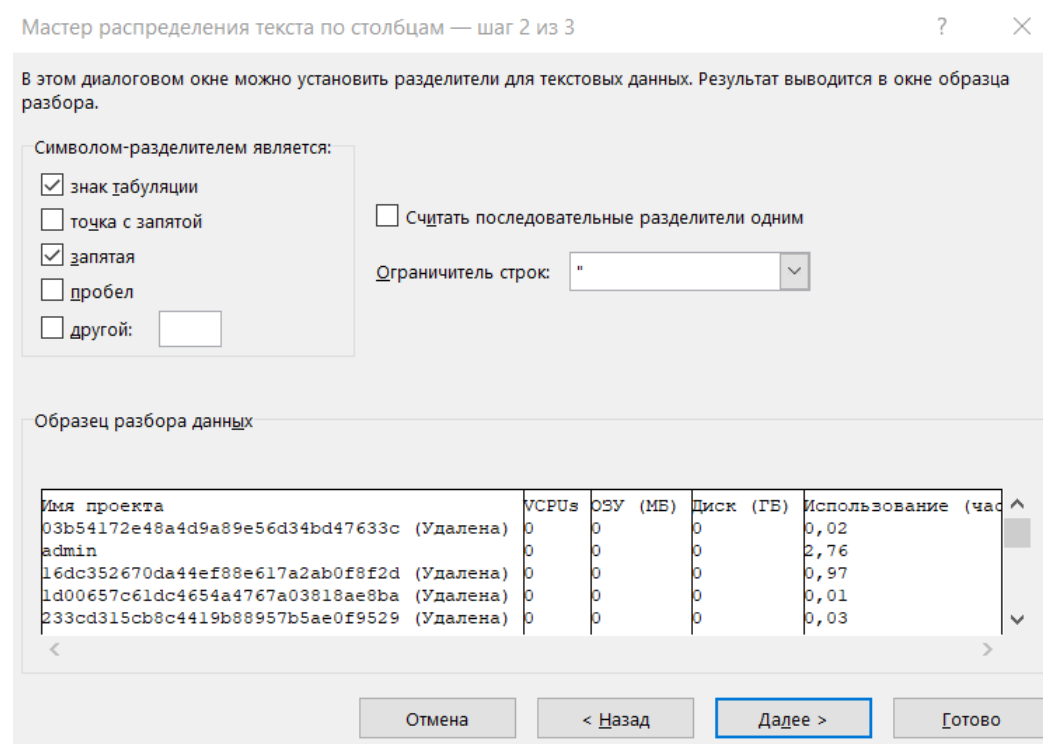 Мастер распределения текста по столбцам — шаг 2 из 3
?
В этом диалоговом окне можно установить разделители для текстовых данных. Результат выводится в окне образца
разбора.
Символом-разделителем является:
знак табуляции
точка с запятой
запятая
пробел
другой:
Считать последовательные разделители одним
Ограничитель строк: "
Образец разбора данных
Имя проекта VCPUs ОЗУ (МБ) Диск (ГБ) Использование (час
03b54172e48a4d9a89e56d34bd47633c (Удалена) 0 0 0 0,02
admin 0 0 0 2,76
16dc352670da44ef88e617a2ab0f8f2d (Удалена) 0 0 0 0,97
1d00657c61dc4654a4767a03818ae8ba (Удалена) 0 0 0 0,01
233cd315cb8c4419b88957b5ae0f9529 (Удалена) 0 0 0 0,03
Отмена
< Назад
Далее >
Готово